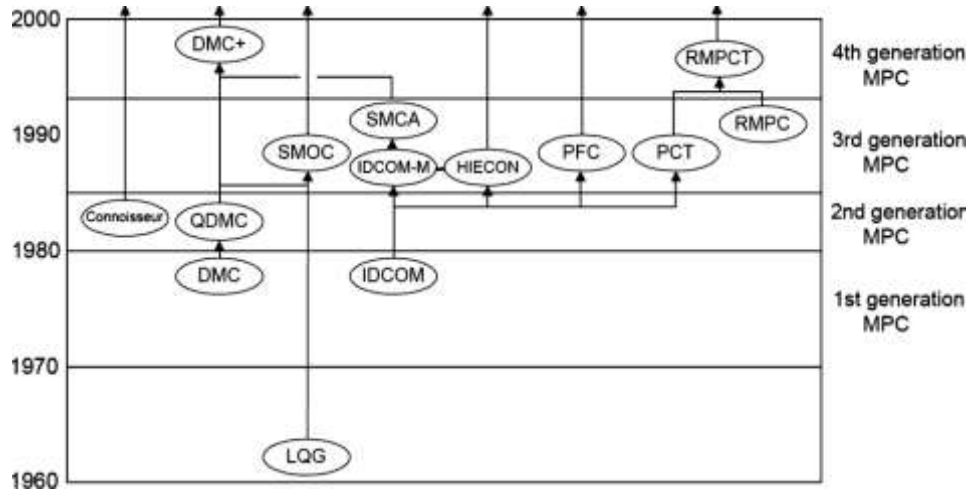 2000
DMC+
RMPCT
4th generation
MPC
SMCA
RMPC
1990
SMOC
IDCOM-M
HIECON
PFC
PCT
3rd generation
MPC
Connoisseur
QDMC
2nd generation
MPC
1980
DMC
IDCOM
1st generation
MPC
1970
LQG
1960